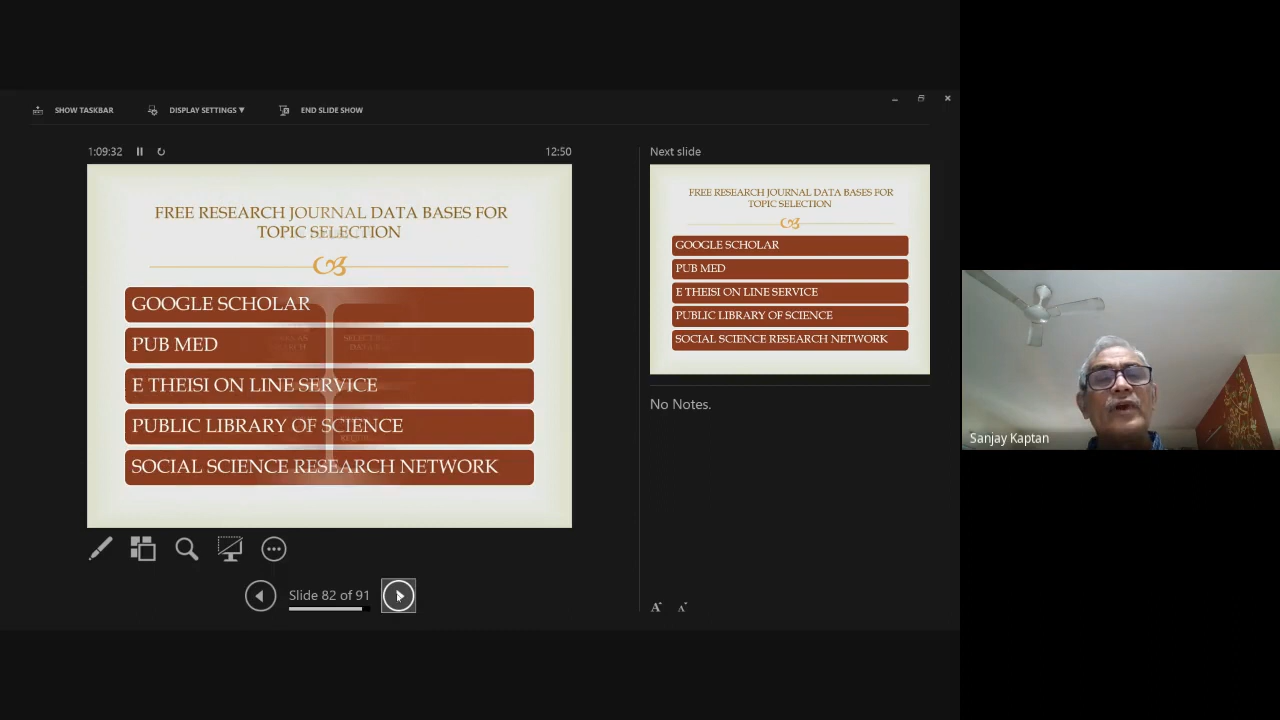 SHOW TASKBAR
DISPLAY SETTINGS ▼
END SLIDE SHOW
1:09:32
12:50
FREE RESEARCH JOURNAL DATA BASES FOR
TOPIC SELECTION
GOOGLE SCHOLAR
PUB MED
E THEISI ON LINE SERVICE
PUBLIC LIBRARY OF SCIENCE
SOCIAL SCIENCE RESEARCH NETWORK
Slide 82 of 91
Next slide
FREE RESEARCH JOURNAL DATA BASES FOR
TOPIC SELECTION
GOOGLE SCHOLAR
PUB MED
E THEISI ON LINE SERVICE
PUBLIC LIBRARY OF SCIENCE
SOCIAL SCIENCE RESEARCH NETWORK
No Notes.
A A
Sanjay Kaptan